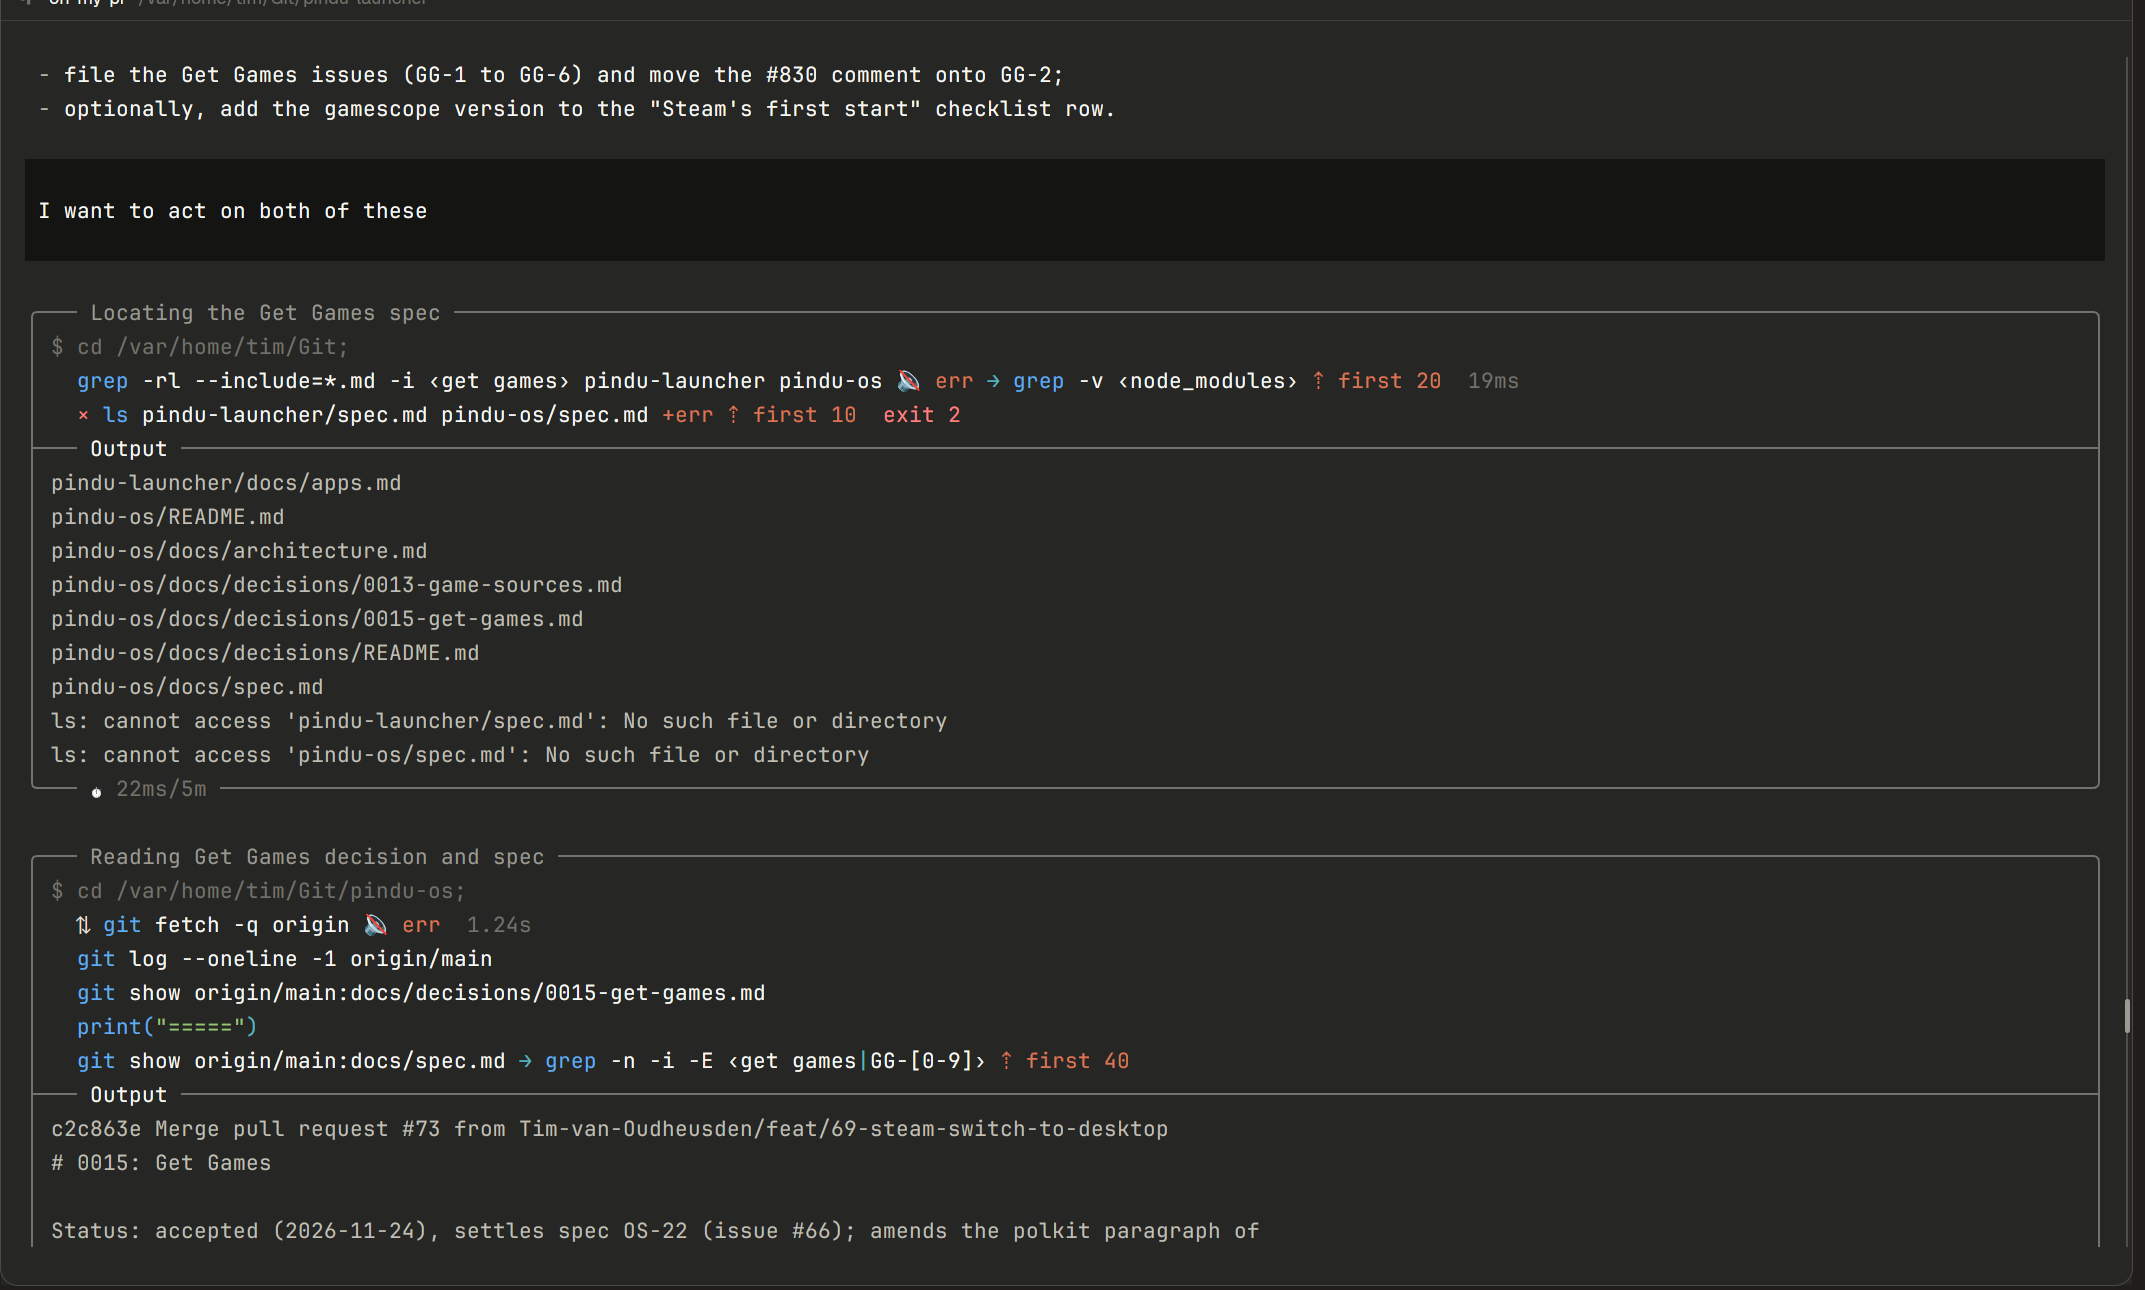 on-my-pi /var/home/tim/Git/pindu-launcher
- file the Get Games issues (GG-1 to GG-6) and move the #830 comment onto GG-2;
- optionally, add the gamescope version to the "Steam's first start" checklist row.
I want to act on both of these
Locating the Get Games spec
$ cd /var/home/tim/Git;
grep -rl --include=*.md -i ‹get games› pindu-launcher pindu-os 🔕 err → grep -v ‹node_modules› ⇡ first 20 19ms
× ls pindu-launcher/spec.md pindu-os/spec.md +err ⇡ first 10 exit 2
Output
pindu-launcher/docs/apps.md
pindu-os/README.md
pindu-os/docs/architecture.md
pindu-os/docs/decisions/0013-game-sources.md
pindu-os/docs/decisions/0015-get-games.md
pindu-os/docs/decisions/README.md
pindu-os/docs/spec.md
ls: cannot access 'pindu-launcher/spec.md': No such file or directory
ls: cannot access 'pindu-os/spec.md': No such file or directory
22ms/5m
Reading Get Games decision and spec
$ cd /var/home/tim/Git/pindu-os;
⇅ git fetch -q origin 🔕 err 1.24s
git log --oneline -1 origin/main
git show origin/main:docs/decisions/0015-get-games.md
print("=====")
git show origin/main:docs/spec.md → grep -n -i -E ‹get games|GG-[0-9]› ⇡ first 40
Output
c2c863e Merge pull request #73 from Tim-van-Oudheusden/feat/69-steam-switch-to-desktop
# 0015: Get Games
Status: accepted (2026-11-24), settles spec OS-22 (issue #66); amends the polkit paragraph of